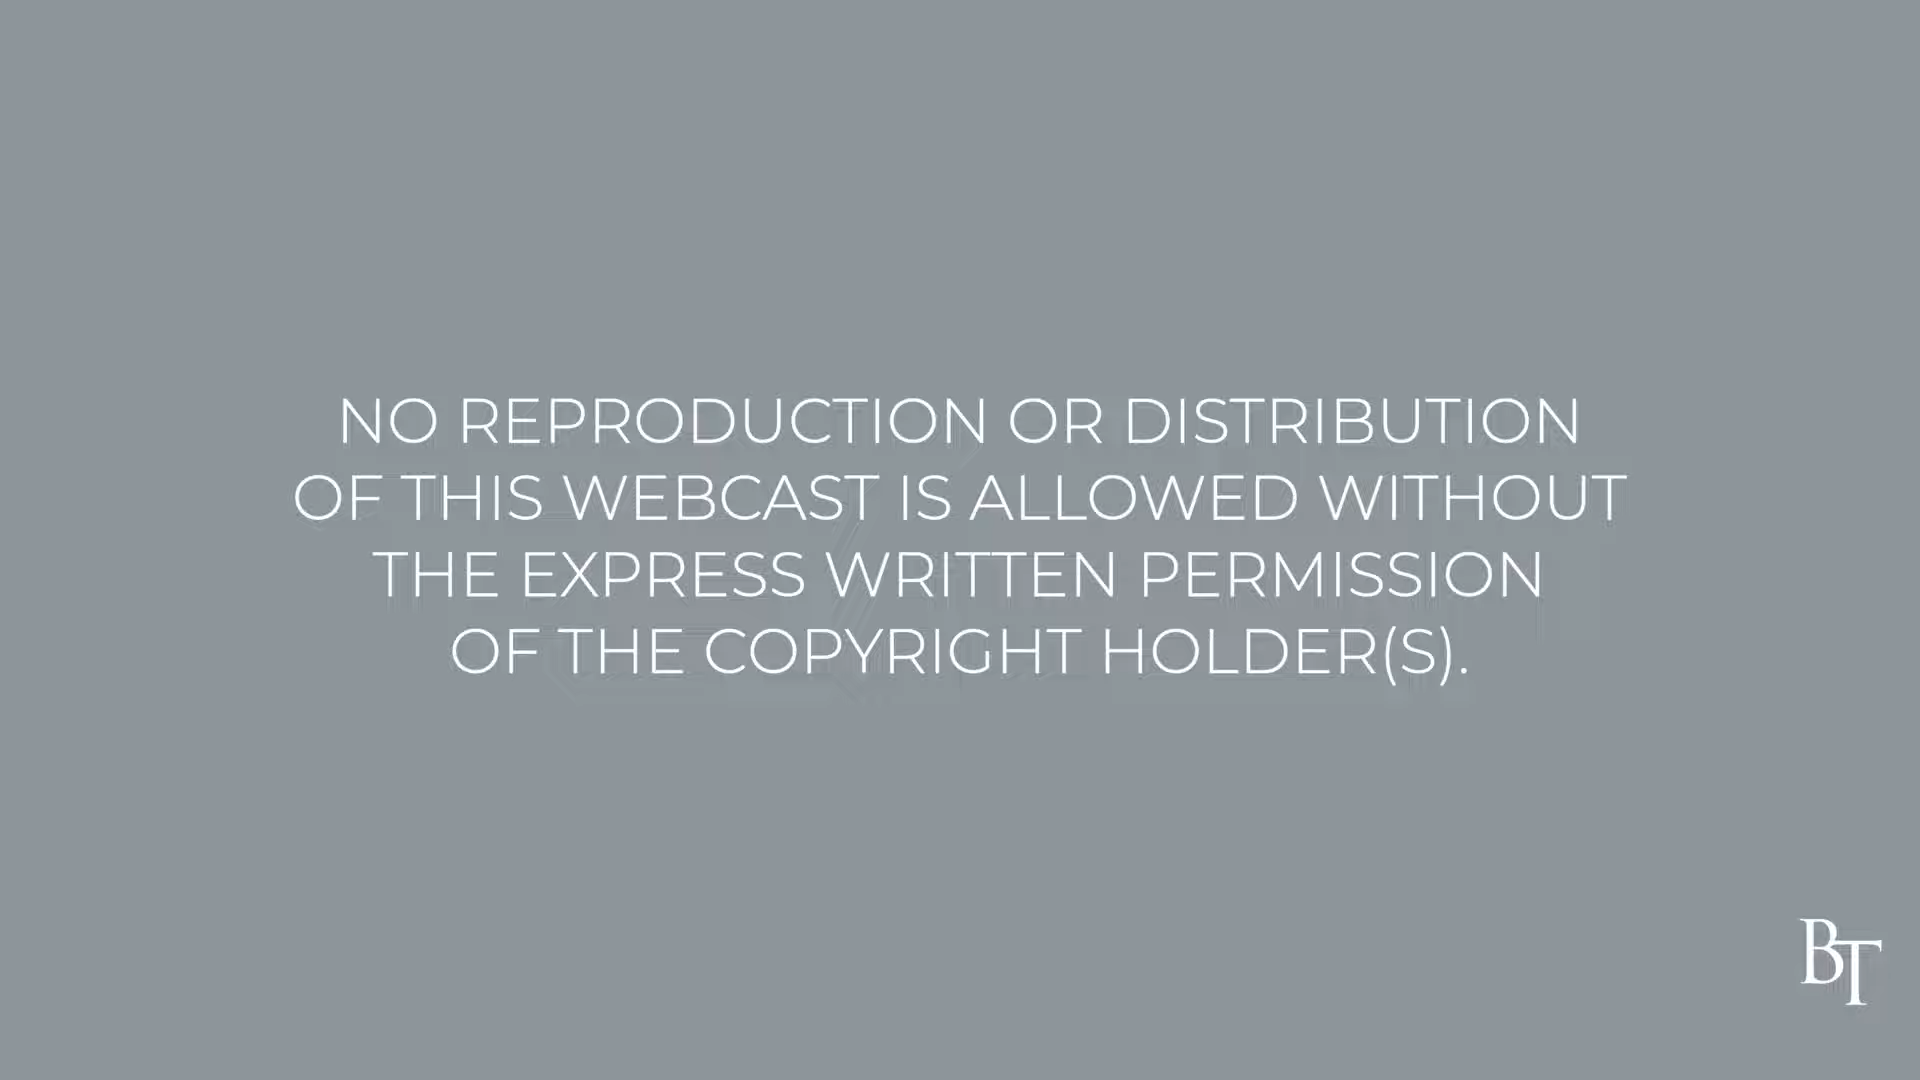 NO REPRODUCTION OR DISTRIBUTION
OF THIS WEBCAST IS ALLOWED WITHOUT
THE EXPRESS WRITTEN PERMISSION
OF THE COPYRIGHT HOLDER(S).
BT